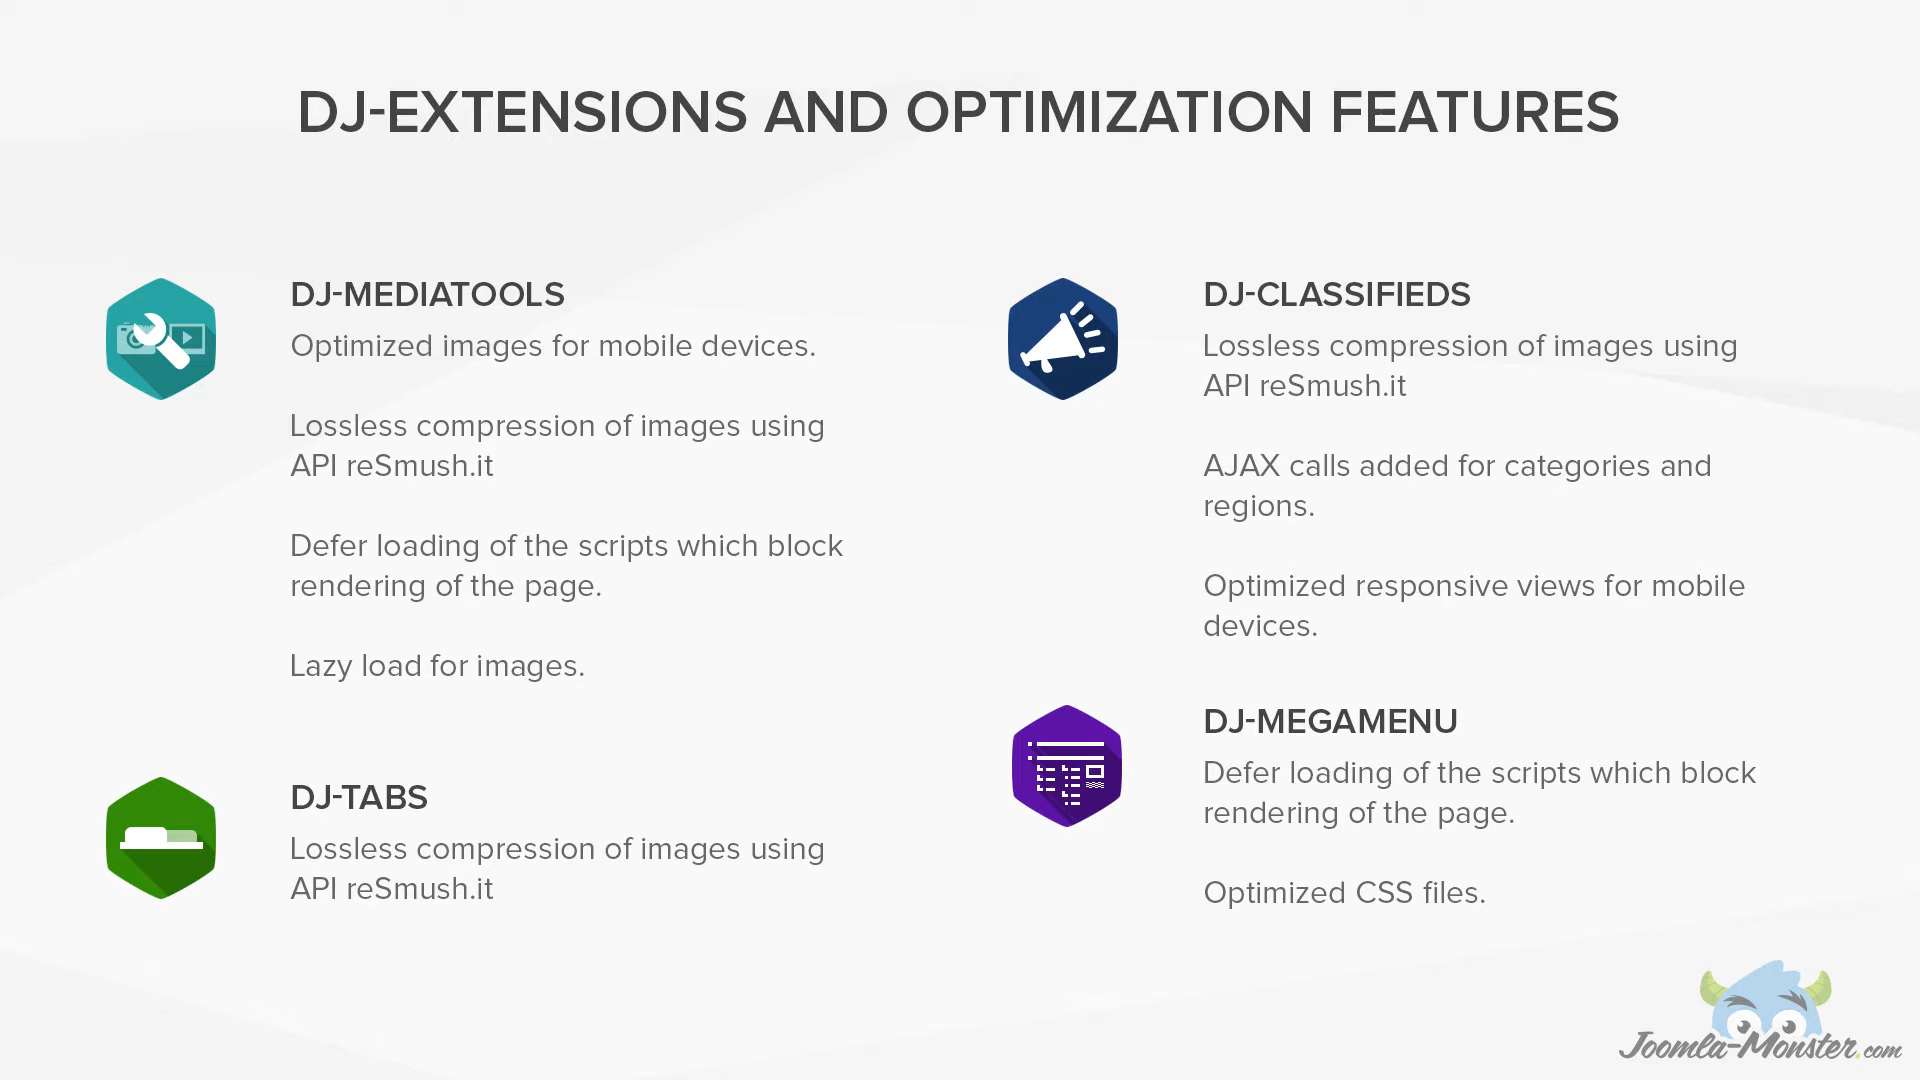 DJ-EXTENSIONS AND OPTIMIZATION FEATURES
DJ-MEDIATOOLS
Optimized images for mobile devices.
Lossless compression of images using
API reSmush.it
Defer loading of the scripts which block
rendering of the page.
Lazy load for images.
DJ-TABS
Lossless compression of images using
API reSmush.it
DJ-CLASSIFIEDS
Lossless compression of images using
API reSmush.it
AJAX calls added for categories and
regions.
Optimized responsive views for mobile
devices.
DJ-MEGAMENU
Defer loading of the scripts which block
rendering of the page.
Optimized CSS files.
Joomla-Monster.com